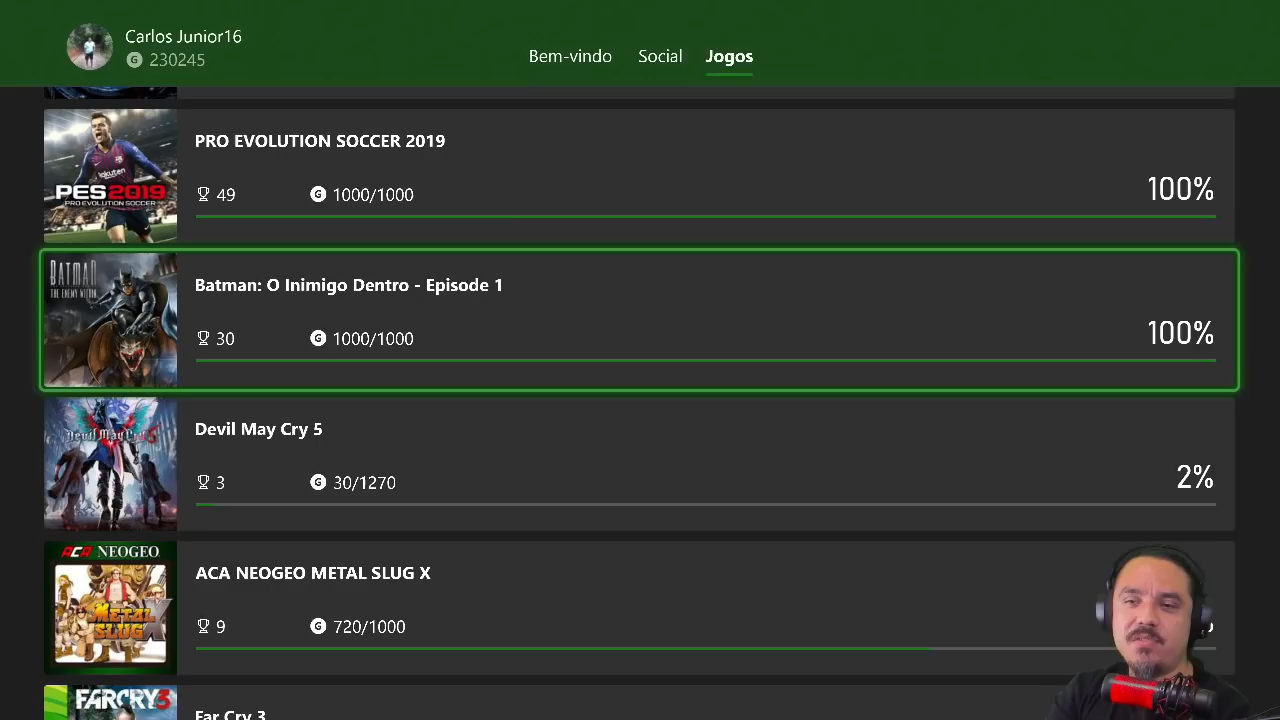 Carlos Junior16
G 230245
Bem-vindo
Social
Jogos
PES2019
PRO EVOLUTION SOCCER
PRO EVOLUTION SOCCER 2019
49
G 1000/1000
100%
BATMAN
THE ENEMY WITHIN
Batman: O Inimigo Dentro - Episode 1
30
G 1000/1000
100%
Devil May Cry 5
Devil May Cry 5
3
G 30/1270
2%
ACA NEOGEO
METAL SLUG X
ACA NEOGEO METAL SLUG X
9
G 720/1000
FARCRY3
Far Cry 3